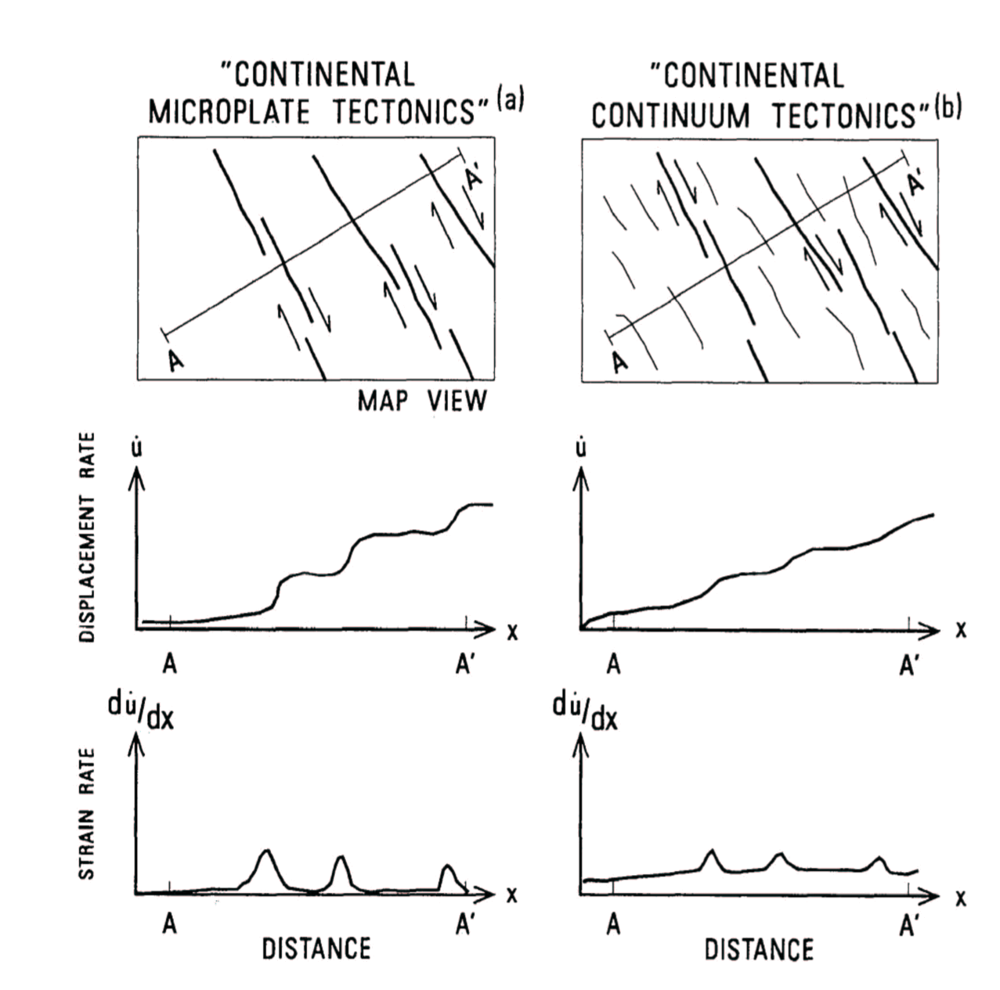 "CONTINENTAL
MICROPLATE TECTONICS" (a)
"CONTINENTAL
CONTINUUM TECTONICS" (b)
A'
A
A'
A
MAP VIEW
DISPLACEMENT RATE
u̇
x
A
A'
u̇
x
A
A'
STRAIN RATE
du̇/dx
x
A
A'
DISTANCE
du̇/dx
x
A
A'
DISTANCE